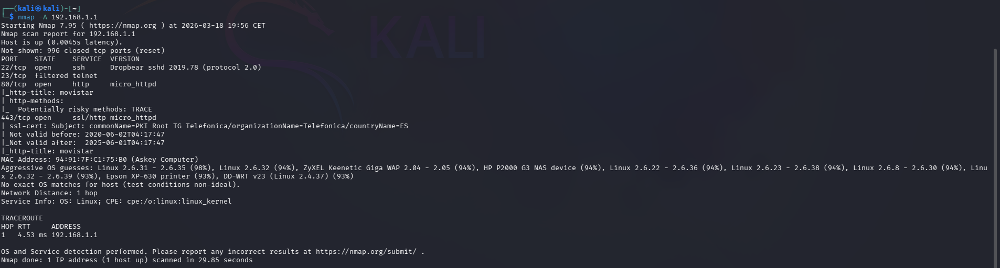 ┌──(kali㉿kali)-[~]
└─$ nmap -A 192.168.1.1
Starting Nmap 7.95 ( https://nmap.org ) at 2026-03-18 19:56 CET
Nmap scan report for 192.168.1.1
Host is up (0.0045s latency).
Not shown: 996 closed tcp ports (reset)
PORT    STATE    SERVICE  VERSION
22/tcp  open     ssh      Dropbear sshd 2019.78 (protocol 2.0)
23/tcp  filtered telnet
80/tcp  open     http     micro_httpd
|_http-title: movistar
| http-methods:
|_  Potentially risky methods: TRACE
443/tcp open     ssl/http micro_httpd
| ssl-cert: Subject: commonName=PKI Root TG Telefonica/organizationName=Telefonica/countryName=ES
| Not valid before: 2020-06-02T04:17:47
|_Not valid after:  2025-06-01T04:17:47
|_http-title: movistar
MAC Address: 94:91:7F:C1:75:B0 (Askey Computer)
Aggressive OS guesses: Linux 2.6.31 - 2.6.35 (98%), Linux 2.6.32 (94%), ZyXEL Keenetic Giga WAP 2.04 - 2.05 (94%), HP P2000 G3 NAS device (94%), Linux 2.6.22 - 2.6.36 (94%), Linux 2.6.23 - 2.6.38 (94%), Linux 2.6.8 - 2.6.30 (94%), Linu
x 2.6.32 - 2.6.39 (93%), Epson XP-630 printer (93%), DD-WRT v23 (Linux 2.4.37) (93%)
No exact OS matches for host (test conditions non-ideal).
Network Distance: 1 hop
Service Info: OS: Linux; CPE: cpe:/o:linux:linux_kernel

TRACEROUTE
HOP RTT     ADDRESS
1   4.53 ms 192.168.1.1

OS and Service detection performed. Please report any incorrect results at https://nmap.org/submit/ .
Nmap done: 1 IP address (1 host up) scanned in 29.85 seconds
KALI